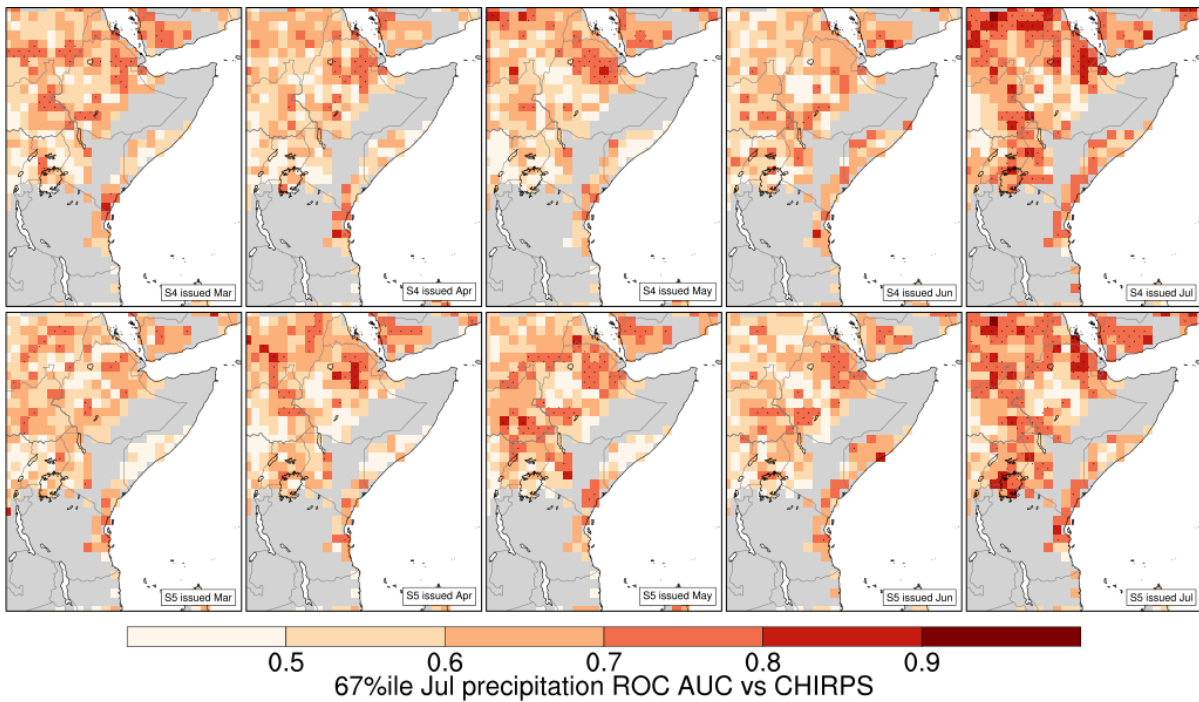 S4 issued Mar
S4 issued Apr
S4 issued May
S4 issued Jun
S4 issued Jul
S5 issued Mar
S5 issued Apr
S5 issued May
S5 issued Jun
S5 issued Jul
0.5 0.6 0.7 0.8 0.9
67%ile Jul precipitation ROC AUC vs CHIRPS